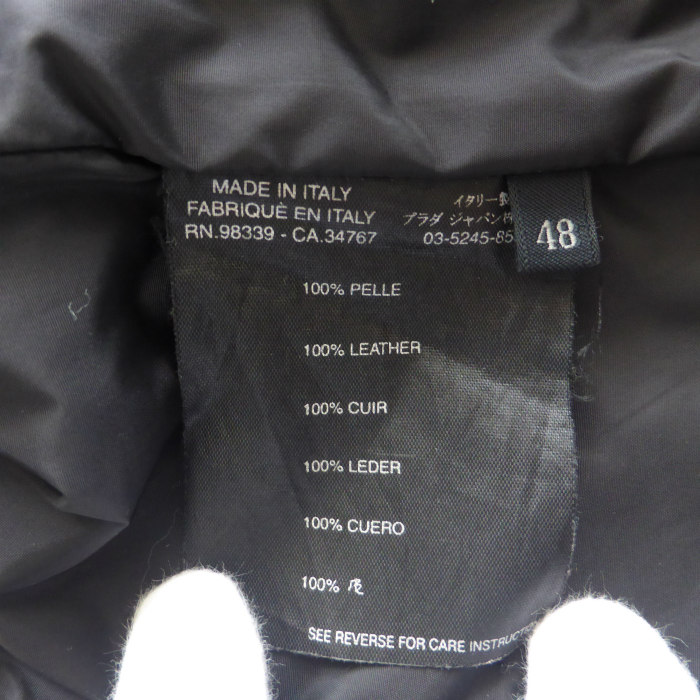 MADE IN ITALY
FABRIQUÈ EN ITALY
RN.98339 - CA.34767
イタリー製
プラダ ジャパン㈱
03-5245-85
48
100% PELLE
100% LEATHER
100% CUIR
100% LEDER
100% CUERO
100% 皮
SEE REVERSE FOR CARE